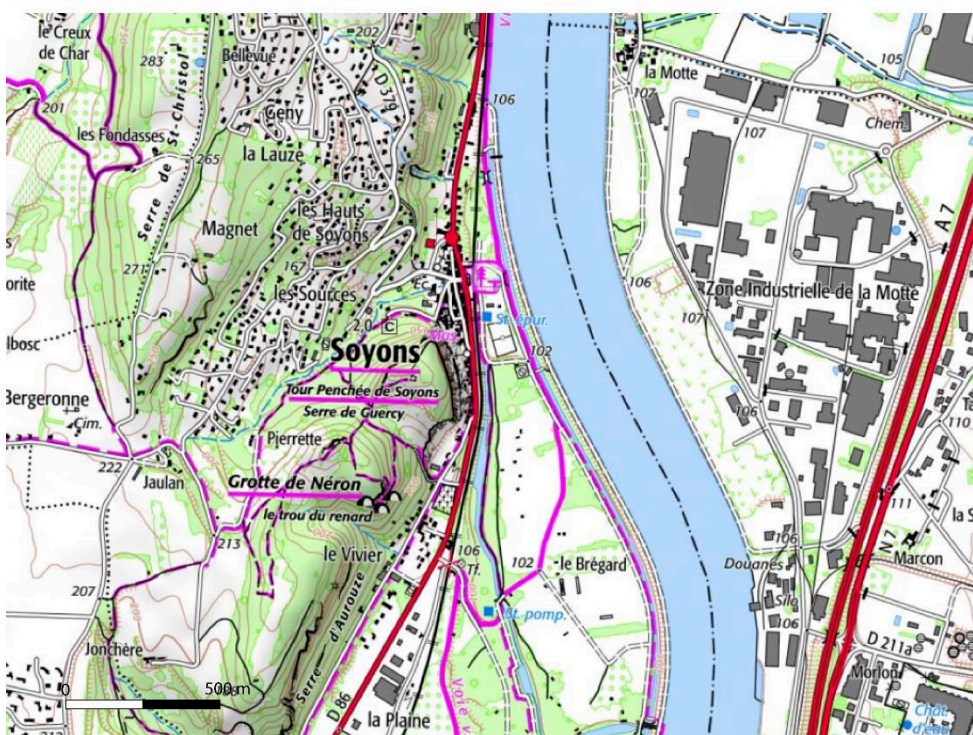 le Creux
de Char
283
Bellevue
202
D 319
106
la Motte
107
105
107
Chem.
201
Geny
les Fondasses
la Lauze
265
Serre de St-Christol
A 7
les Hauts
de Soyons
Magnet
271
167
106
les Sources
Ec.
Zone Industrielle de la Motte
107
St. épur.
Mus.
Soyons
102
Tour Penchée de Soyons
Serre de Guercy
Bergeronne
Cim.
Pierrette
106
110
222
Jaulan
Grotte de Néron
le trou du renard
111
213
le Vivier
106
Tf.
102
le Brégard
N 7
Marcon
Douanes
207
Serre d'Auroure
St. pomp.
Silo
106
200
Jonchère
D 211a
0
500 m
D 86
la Plaine
Morlon
Chât.
d'eau